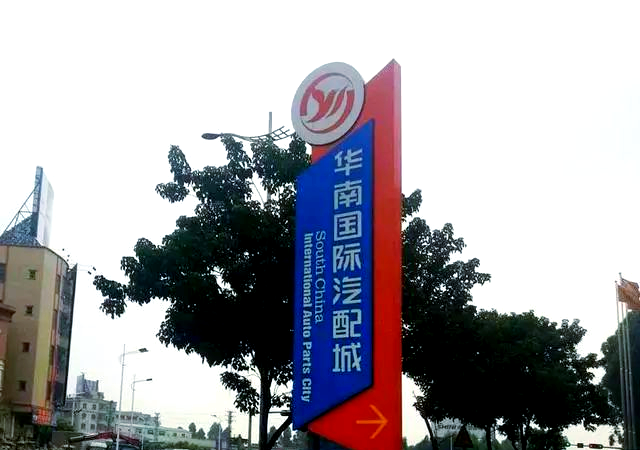 华南国际汽配城
South China
International Auto Parts City